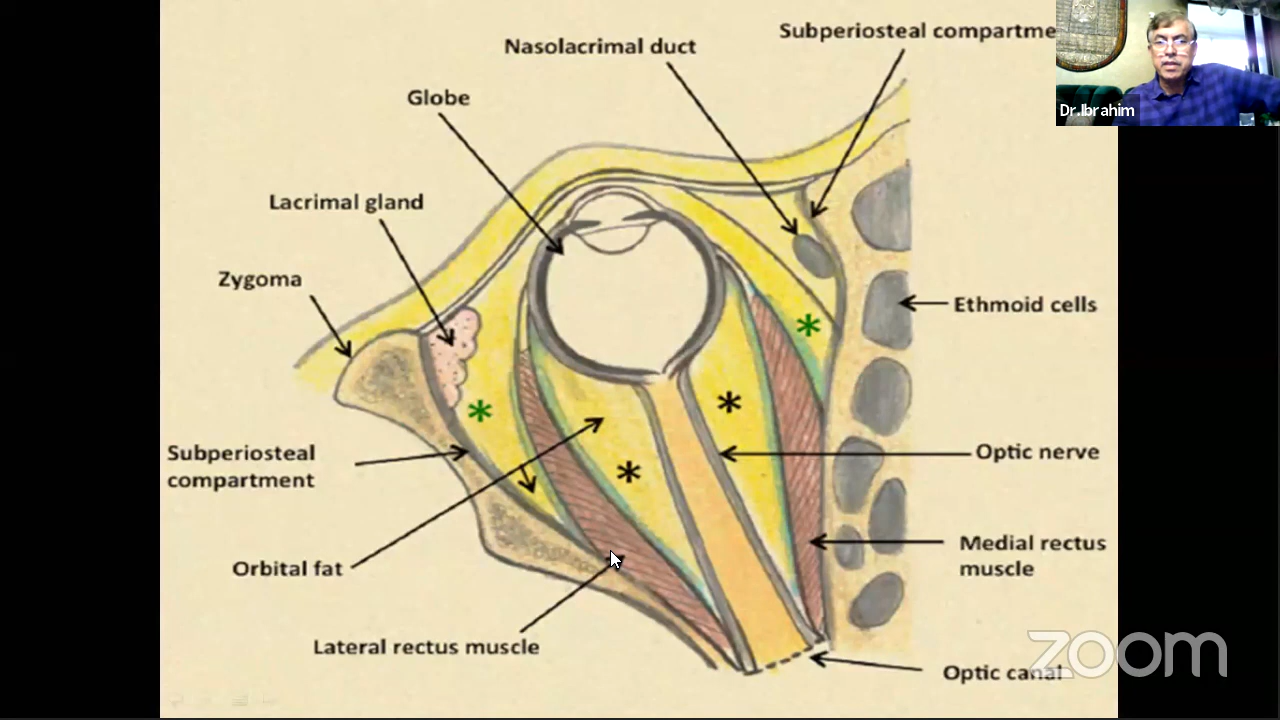 Subperiosteal compartme
Nasolacrimal duct
Globe
Dr.Ibrahim
Lacrimal gland
Zygoma
Ethmoid cells
*
*
*
*
Subperiosteal
compartment
Optic nerve
Orbital fat
Medial rectus
muscle
Lateral rectus muscle
zoom
Optic canal